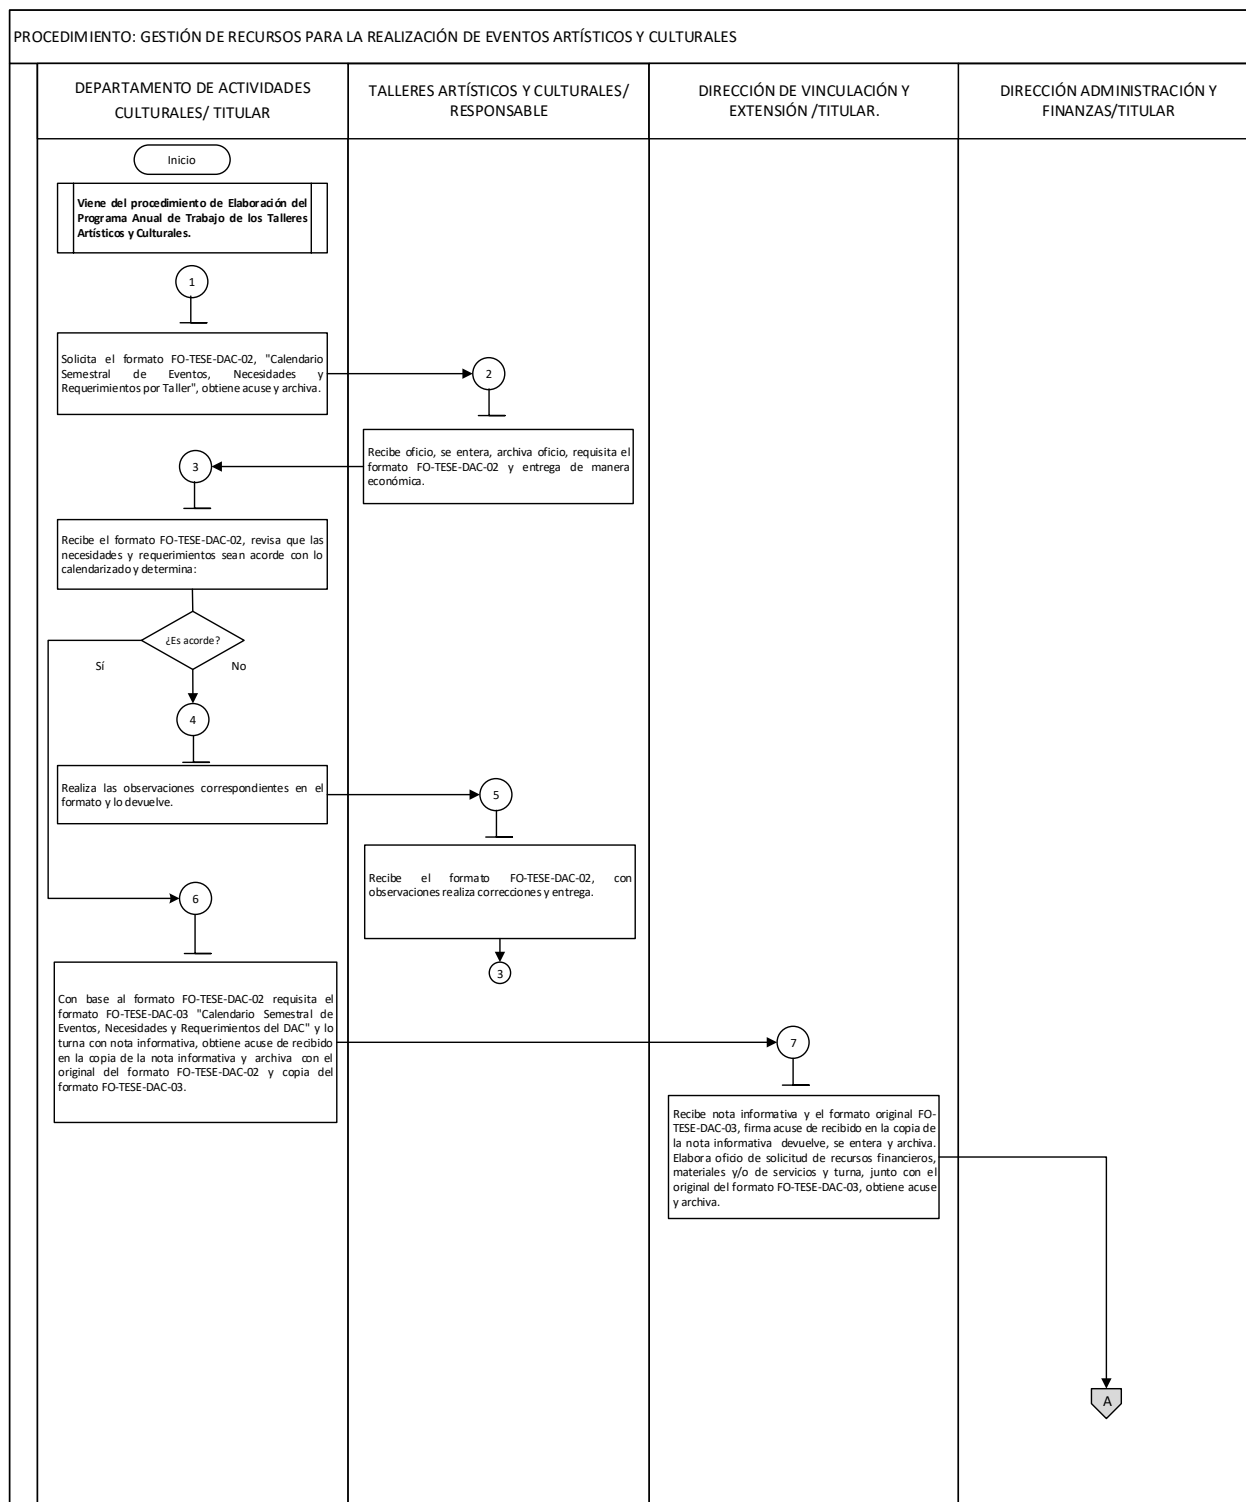 PROCEDIMIENTO: GESTIÓN DE RECURSOS PARA LA REALIZACIÓN DE EVENTOS ARTÍSTICOS Y CULTURALES
DEPARTAMENTO DE ACTIVIDADES
CULTURALES/ TITULAR
TALLERES ARTÍSTICOS Y CULTURALES/
RESPONSABLE
DIRECCIÓN DE VINCULACIÓN Y
EXTENSIÓN /TITULAR.
DIRECCIÓN ADMINISTRACIÓN Y
FINANZAS/TITULAR
Inicio
Viene del procedimiento de Elaboración del
Programa Anual de Trabajo de los Talleres
Artísticos y Culturales.
1
Solicita el formato FO-TESE-DAC-02, "Calendario
Semestral de Eventos, Necesidades y
Requerimientos por Taller", obtiene acuse y archiva.
2
Recibe oficio, se entera, archiva oficio, requisita el
formato FO-TESE-DAC-02 y entrega de manera
económica.
3
Recibe el formato FO-TESE-DAC-02, revisa que las
necesidades y requerimientos sean acorde con lo
calendarizado y determina:
¿Es acorde?
Sí
No
4
Realiza las observaciones correspondientes en el
formato y lo devuelve.
5
Recibe el formato FO-TESE-DAC-02, con
observaciones realiza correcciones y entrega.
3
6
Con base al formato FO-TESE-DAC-02 requisita el
formato FO-TESE-DAC-03 "Calendario Semestral de
Eventos, Necesidades y Requerimientos del DAC" y lo
turna con nota informativa, obtiene acuse de recibido
en la copia de la nota informativa y archiva con el
original del formato FO-TESE-DAC-02 y copia del
formato FO-TESE-DAC-03.
7
Recibe nota informativa y el formato original FO-
TESE-DAC-03, firma acuse de recibido en la copia de
la nota informativa devuelve, se entera y archiva.
Elabora oficio de solicitud de recursos financieros,
materiales y/o de servicios y turna, junto con el
original del formato FO-TESE-DAC-03, obtiene acuse
y archiva.
A